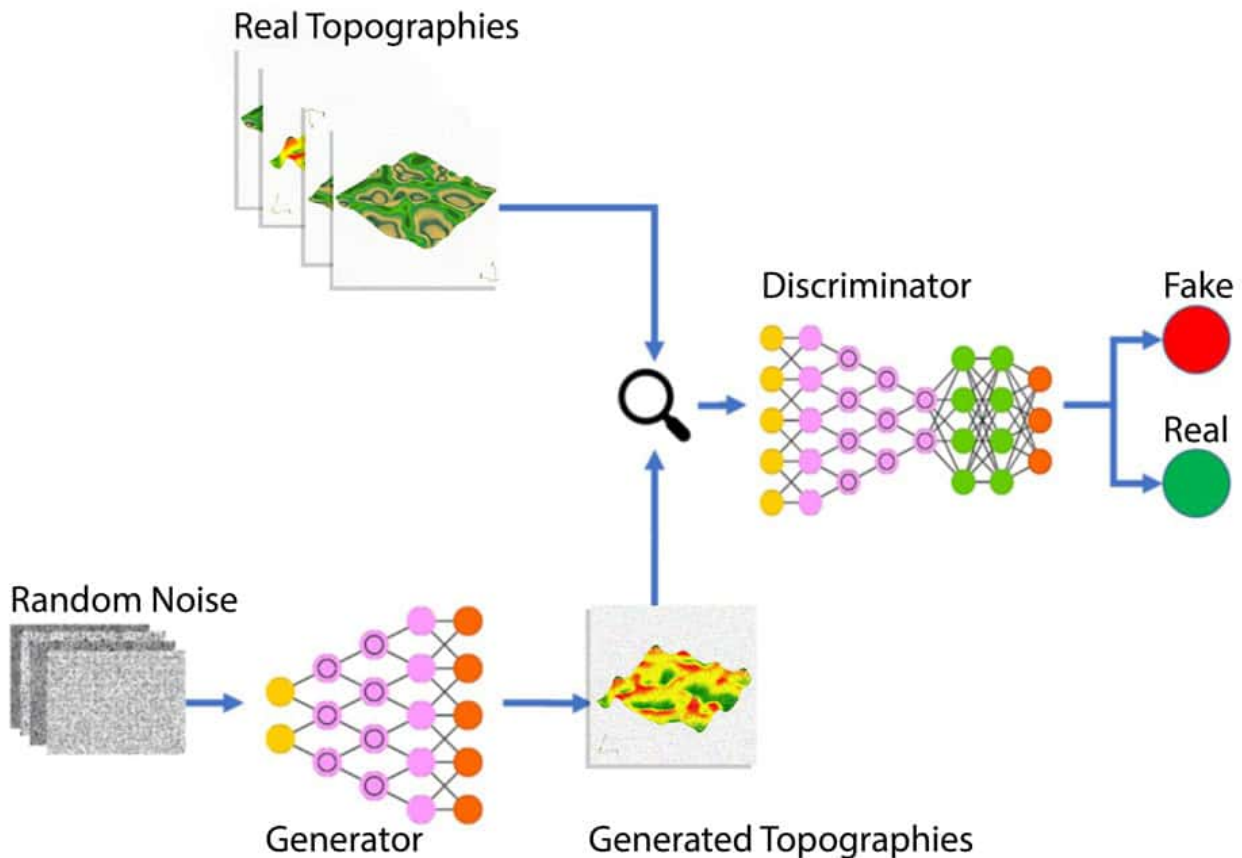 Real Topographies
Discriminator
Fake
Real
Random Noise
Generator
Generated Topographies